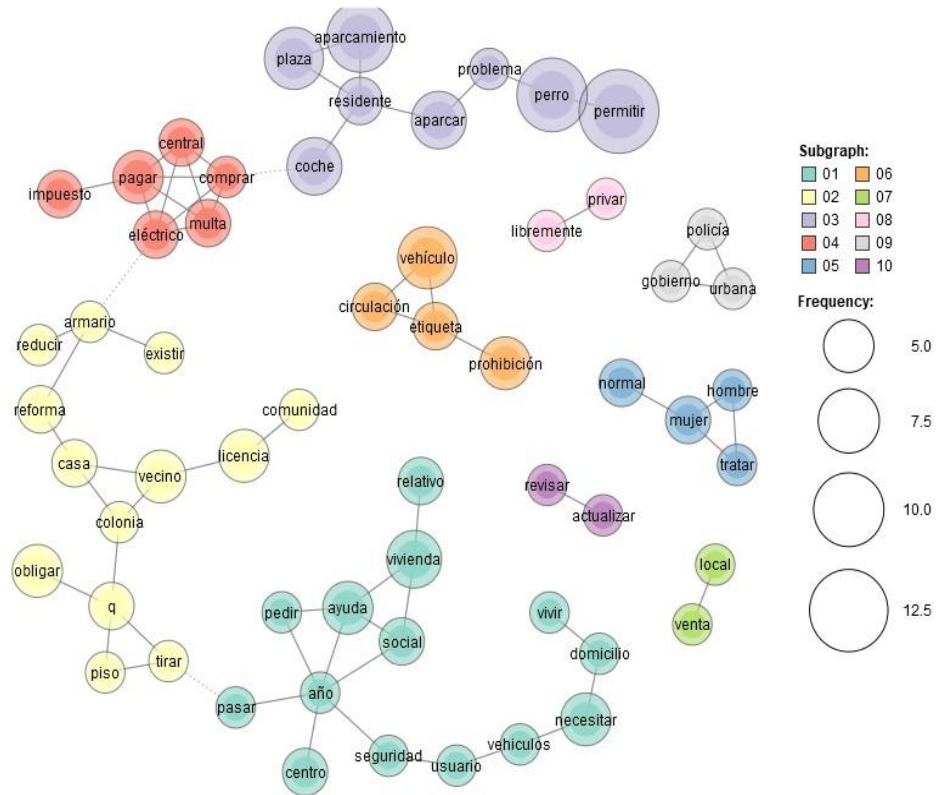 aparcamiento
plaza
problema
perro
permitir
residente
aparcar
coche
central
pagar
comprar
impuesto
eléctrico
multa
privar
libremente
policía
gobierno
urbana
vehículo
circulación
etiqueta
prohibición
armario
reducir
existir
reforma
comunidad
casa
vecino
licencia
colonia
obligar
q
piso
tirar
normal
hombre
mujer
tratar
relativo
revisar
actualizar
vivienda
pedir
ayuda
social
vivir
domicilio
local
venta
pasar
año
necesitar
centro
seguridad
usuario
vehiculos
Subgraph:
01 06
02 07
03 08
04 09
05 10
Frequency:
5.0
7.5
10.0
12.5